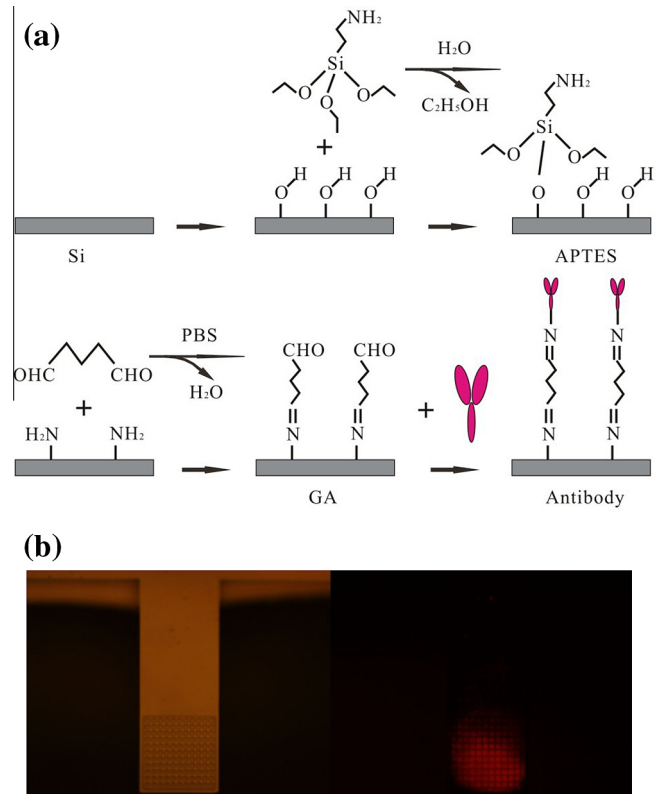 (a)
NH₂
Si
O
O
O
+
H₂O
C₂H₅OH
H H H
O O O
NH₂
Si
O
O
O
H H
O O
Si
APTES
OHC
CHO
PBS
H₂O
+
H₂N NH₂
CHO CHO
N N
+
N N
N N
GA
Antibody
(b)